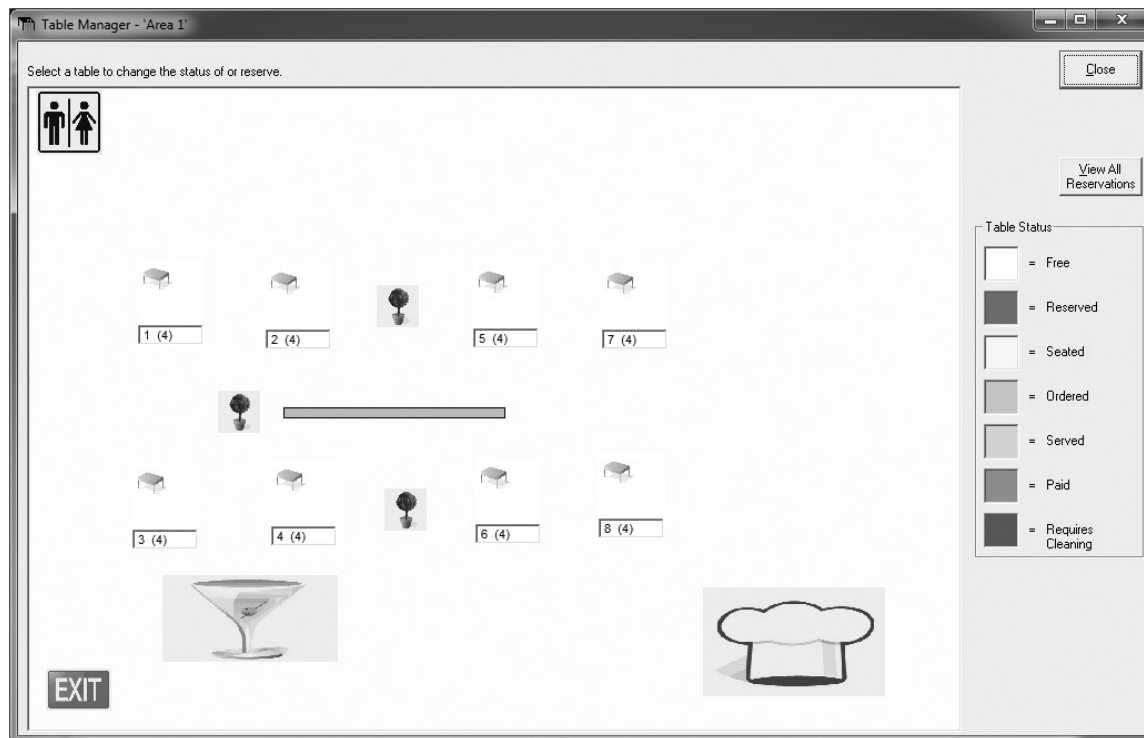 Table Manager - 'Area 1'
Select a table to change the status of or reserve.
Close
View All
Reservations
Table Status
= Free
= Reserved
= Seated
= Ordered
= Served
= Paid
= Requires
Cleaning
1 (4)
2 (4)
5 (4)
7 (4)
3 (4)
4 (4)
6 (4)
8 (4)
EXIT